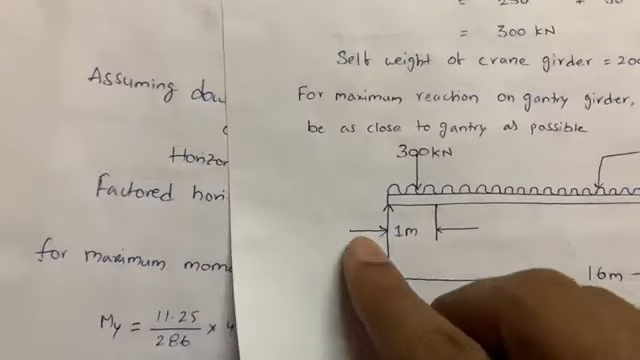 Assuming
Horizon
Factored hori
for maximum mom
My = 11.25 / 286 ×
= 300 KN
Self weight of crane girder = 200
For maximum reaction on gantry girder,
be as close to gantry as possible
300KN
1m
16m